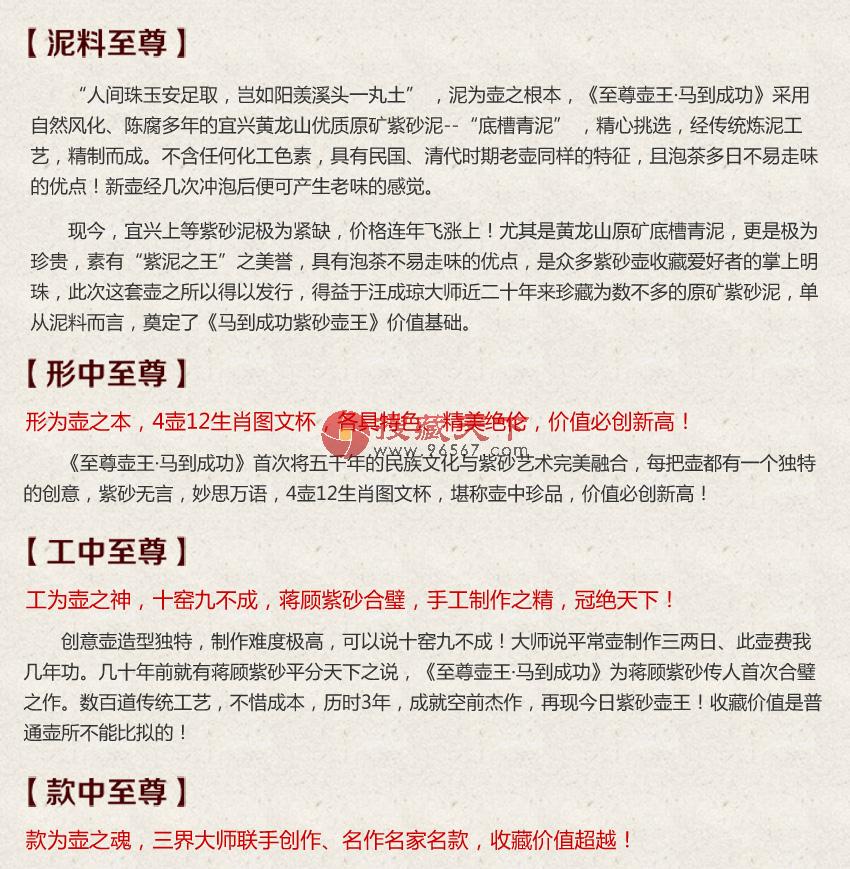 【泥料至尊】
“人间珠玉安足取，岂如阳羡溪头一丸土”，泥为壶之根本，《至尊壶王·马到成功》采用
自然风化、陈腐多年的宜兴黄龙山优质原矿紫砂泥--“底槽青泥”，精心挑选，经传统炼泥工
艺，精制而成。不含任何化工色素，具有民国、清代时期老壶同样的特征，且泡茶多日不易走味
的优点！新壶经几次冲泡后便可产生老味的感觉。
现今，宜兴上等紫砂泥极为紧缺，价格连年飞涨上！尤其是黄龙山原矿底槽青泥，更是极为
珍贵，素有“紫泥之王”之美誉，具有泡茶不易走味的优点，是众多紫砂壶收藏爱好者的掌上明
珠，此次这套壶之所以得以发行，得益于汪成琼大师近二十年来珍藏为数不多的原矿紫砂泥，单
从泥料而言，奠定了《马到成功紫砂壶王》价值基础。
【形中至尊】
形为壶之本，4壶12生肖图文杯，各具特色，精美绝伦，价值必创新高！
搜藏天下
www.96567.com
《至尊壶王·马到成功》首次将五千年的民族文化与紫砂艺术完美融合，每把壶都有一个独特
的创意，紫砂无言，妙思万语，4壶12生肖图文杯，堪称壶中珍品，价值必创新高！
【工中至尊】
工为壶之神，十窑九不成，蒋顾紫砂合璧，手工制作之精，冠绝天下！
创意壶造型独特，制作难度极高，可以说十窑九不成！大师说平常壶制作三两日、此壶费我
几年功。几十年前就有蒋顾紫砂平分天下之说，《至尊壶王·马到成功》为蒋顾紫砂传人首次合璧
之作。数百道传统工艺，不惜成本，历时3年，成就空前杰作，再现今日紫砂壶王！收藏价值是普
通壶所不能比拟的！
【款中至尊】
款为壶之魂，三界大师联手创作、名作名家名款，收藏价值超越！